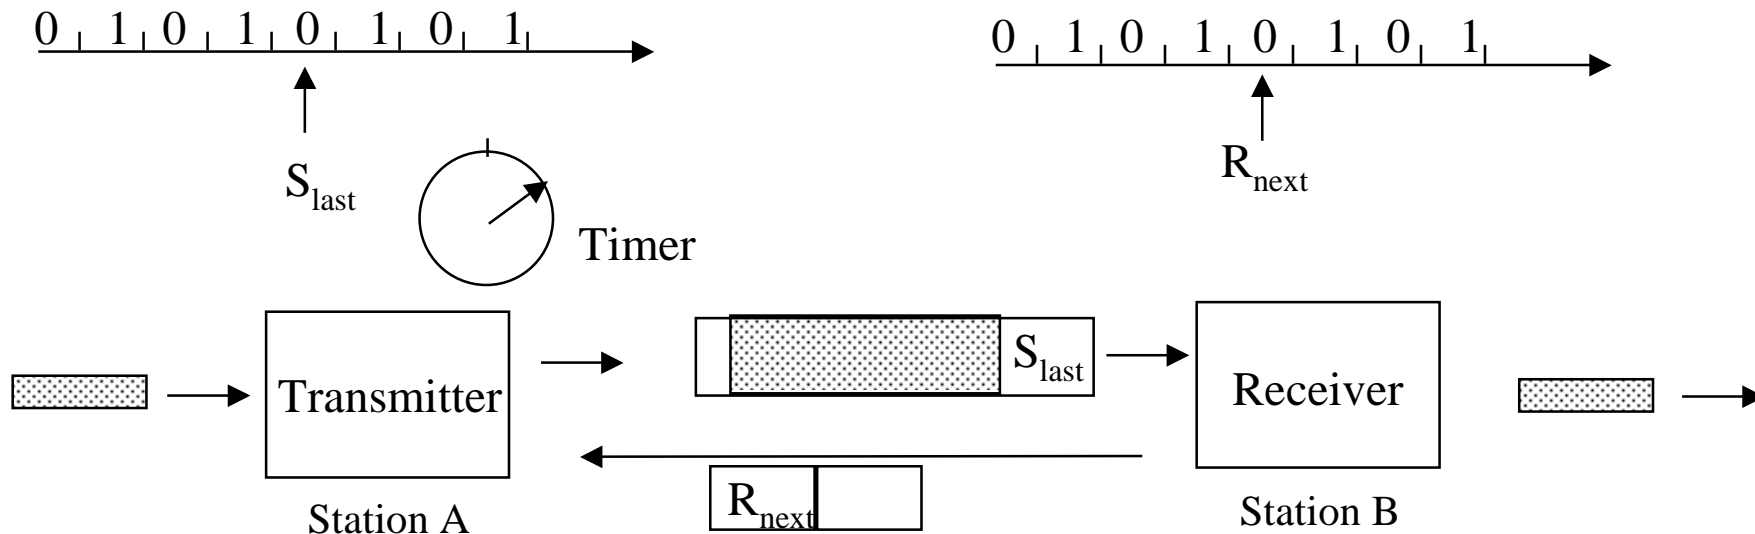 0 1 0 1 0 1 0 1
0 1 0 1 0 1 0 1
S_last
R_next
Timer
S_last
Transmitter
Receiver
R_next
Station A
Station B